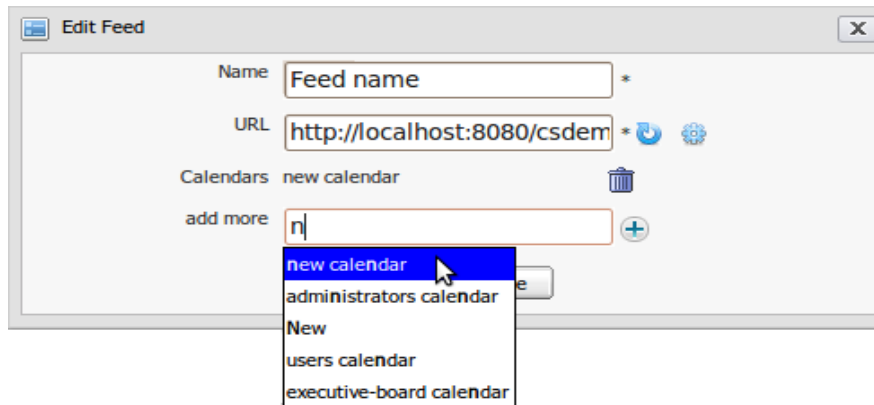 Edit Feed
Name Feed name *
URL http://localhost:8080/csdem *
Calendars new calendar
add more n
new calendar
administrators calendar
New
users calendar
executive-board calendar